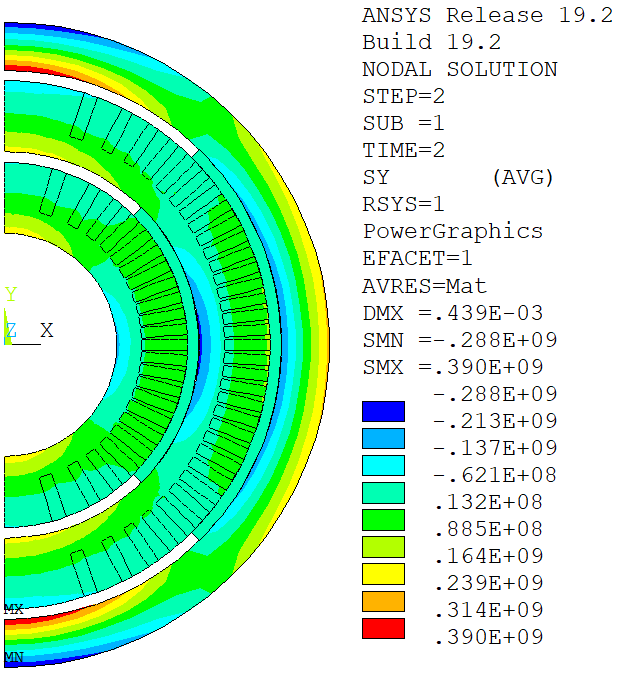 ANSYS Release 19.2
Build 19.2
NODAL SOLUTION
STEP=2
SUB =1
TIME=2
SY (AVG)
RSYS=1
PowerGraphics
EFACET=1
AVRES=Mat
DMX =.439E-03
SMN =-.288E+09
SMX =.390E+09
-.288E+09
-.213E+09
-.137E+09
-.621E+08
.132E+08
.885E+08
.164E+09
.239E+09
.314E+09
.390E+09
Y
Z X
MX
MN